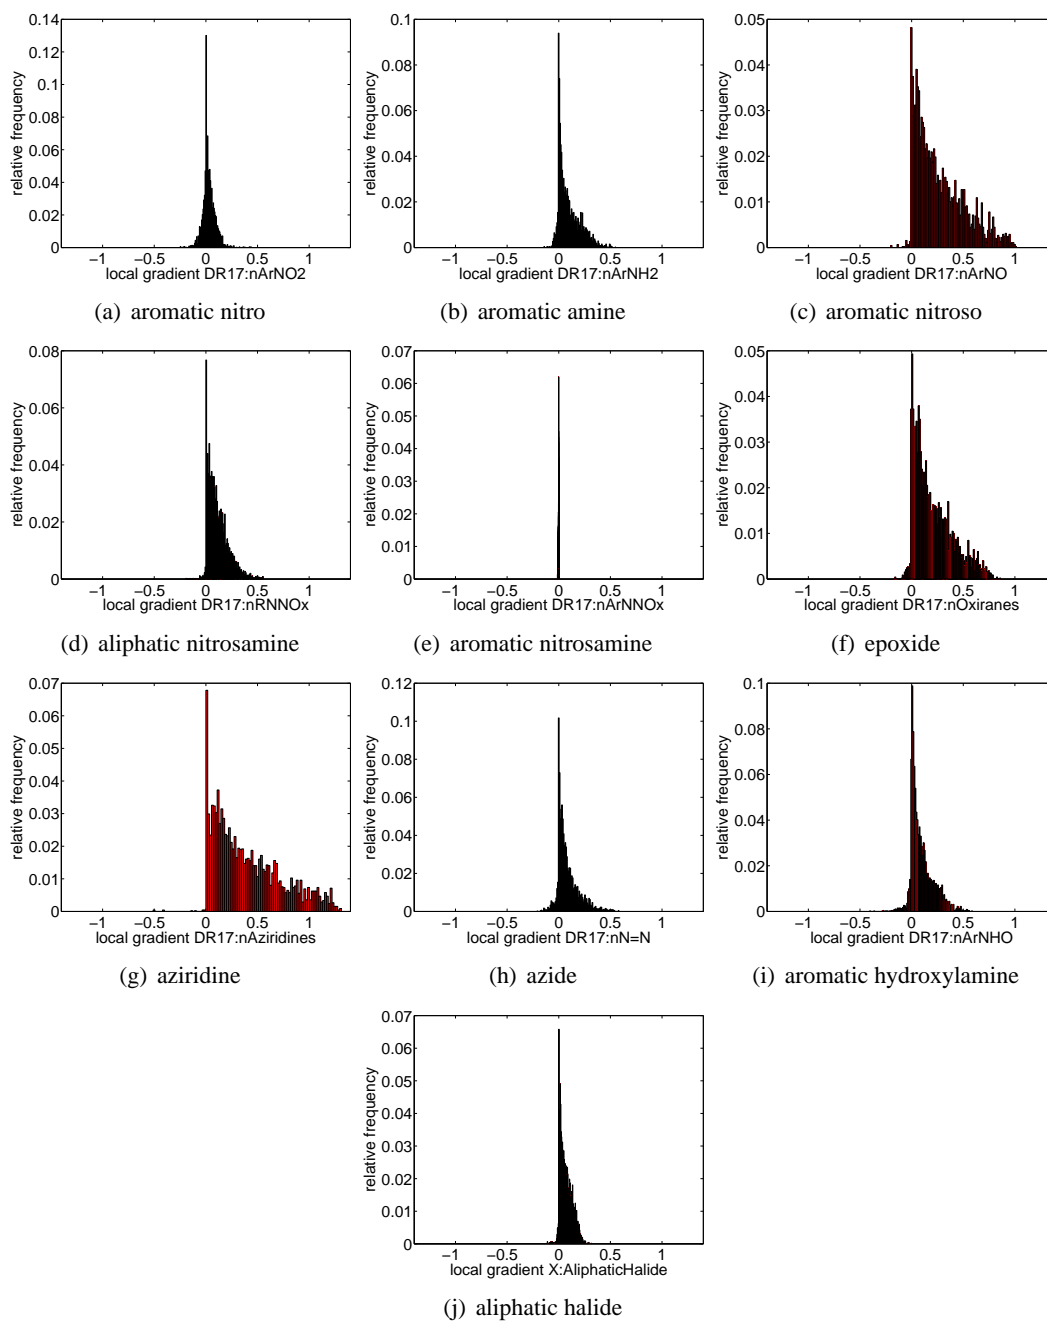 0.14
0.12
0.1
0.08
0.06
0.04
0.02
0
relative frequency
−1 −0.5 0 0.5 1
local gradient DR17:nArNO2
(a) aromatic nitro
0.1
0.08
0.06
0.04
0.02
0
relative frequency
−1 −0.5 0 0.5 1
local gradient DR17:nArNH2
(b) aromatic amine
0.05
0.04
0.03
0.02
0.01
0
relative frequency
−1 −0.5 0 0.5 1
local gradient DR17:nArNO
(c) aromatic nitroso
0.08
0.06
0.04
0.02
0
relative frequency
−1 −0.5 0 0.5 1
local gradient DR17:nRNNOx
(d) aliphatic nitrosamine
0.07
0.06
0.05
0.04
0.03
0.02
0.01
0
relative frequency
−1 −0.5 0 0.5 1
local gradient DR17:nArNNOx
(e) aromatic nitrosamine
0.05
0.04
0.03
0.02
0.01
0
relative frequency
−1 −0.5 0 0.5 1
local gradient DR17:nOxiranes
(f) epoxide
0.07
0.06
0.05
0.04
0.03
0.02
0.01
0
relative frequency
−1 −0.5 0 0.5 1
local gradient DR17:nAziridines
(g) aziridine
0.12
0.1
0.08
0.06
0.04
0.02
0
relative frequency
−1 −0.5 0 0.5 1
local gradient DR17:nN=N
(h) azide
0.1
0.08
0.06
0.04
0.02
0
relative frequency
−1 −0.5 0 0.5 1
local gradient DR17:nArNHO
(i) aromatic hydroxylamine
0.07
0.06
0.05
0.04
0.03
0.02
0.01
0
relative frequency
−1 −0.5 0 0.5 1
local gradient X:AliphaticHalide
(j) aliphatic halide